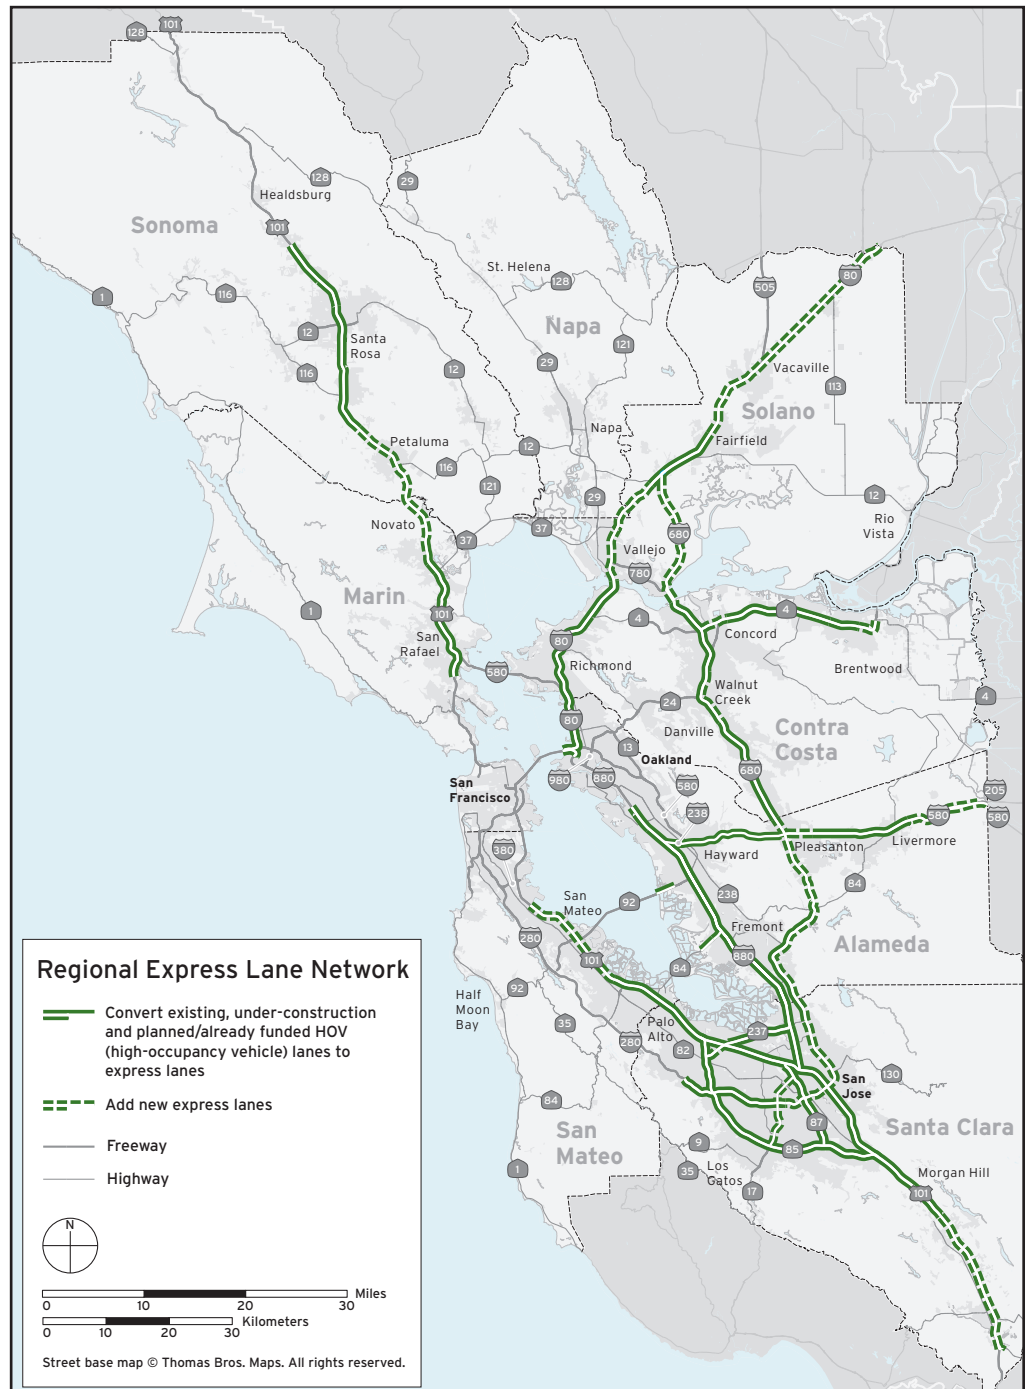 101
128
128
Healdsburg
29
Sonoma
101
St. Helena
128
505
80
1
116
Napa
12
Santa
Rosa
121
29
Vacaville
116
12
113
Solano
Petaluma
Napa
Fairfield
116
12
121
29
12
Novato
37
37
Rio
Vista
680
Vallejo
780
Marin
1
101
4
4
San
Rafael
80
Concord
Richmond
Brentwood
580
Walnut
Creek
24
4
80
Danville
Contra
Costa
13
Oakland
680
San
Francisco
980
880
580
205
238
580
580
380
Hayward
Pleasanton
Livermore
San
Mateo
92
238
84
Fremont
280
Alameda
880
101
84
92
Half
Moon
Bay
35
Palo
Alto
237
280
82
130
San
Jose
84
87
Santa Clara
San
Mateo
9
85
1
35
Los
Gatos
Morgan Hill
17
101
Regional Express Lane Network
Convert existing, under-construction
and planned/already funded HOV
(high-occupancy vehicle) lanes to
express lanes
Add new express lanes
Freeway
Highway
N
Miles
0 10 20 30
Kilometers
0 10 20 30
Street base map © Thomas Bros. Maps. All rights reserved.